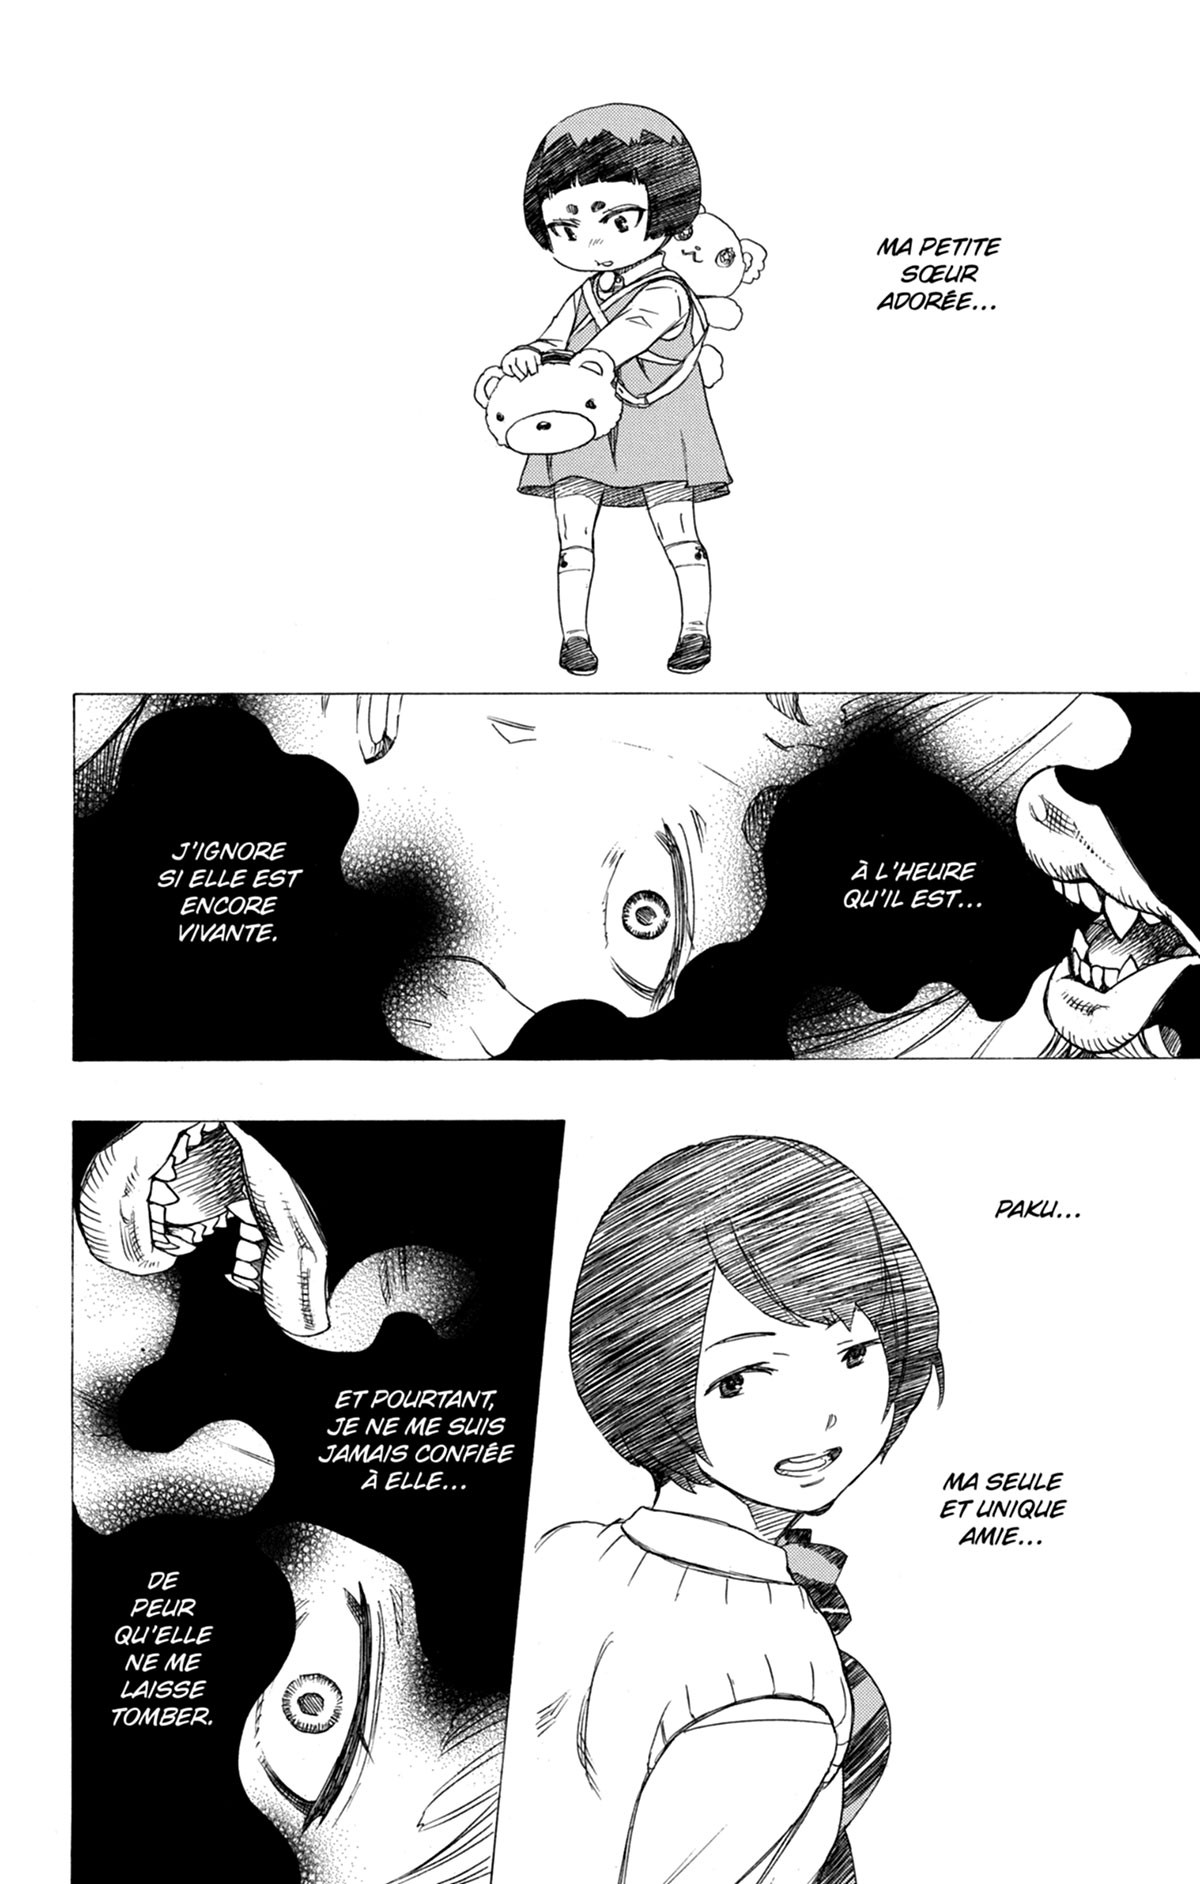 MA PETITE
SŒUR
ADORÉE...
À L'HEURE
QU'IL EST...
J'IGNORE
SI ELLE EST
ENCORE
VIVANTE.
PAKU...
MA SEULE
ET UNIQUE
AMIE...
ET POURTANT,
JE NE ME SUIS
JAMAIS CONFIÉE
À ELLE...
DE
PEUR
QU'ELLE
NE ME
LAISSE
TOMBER.